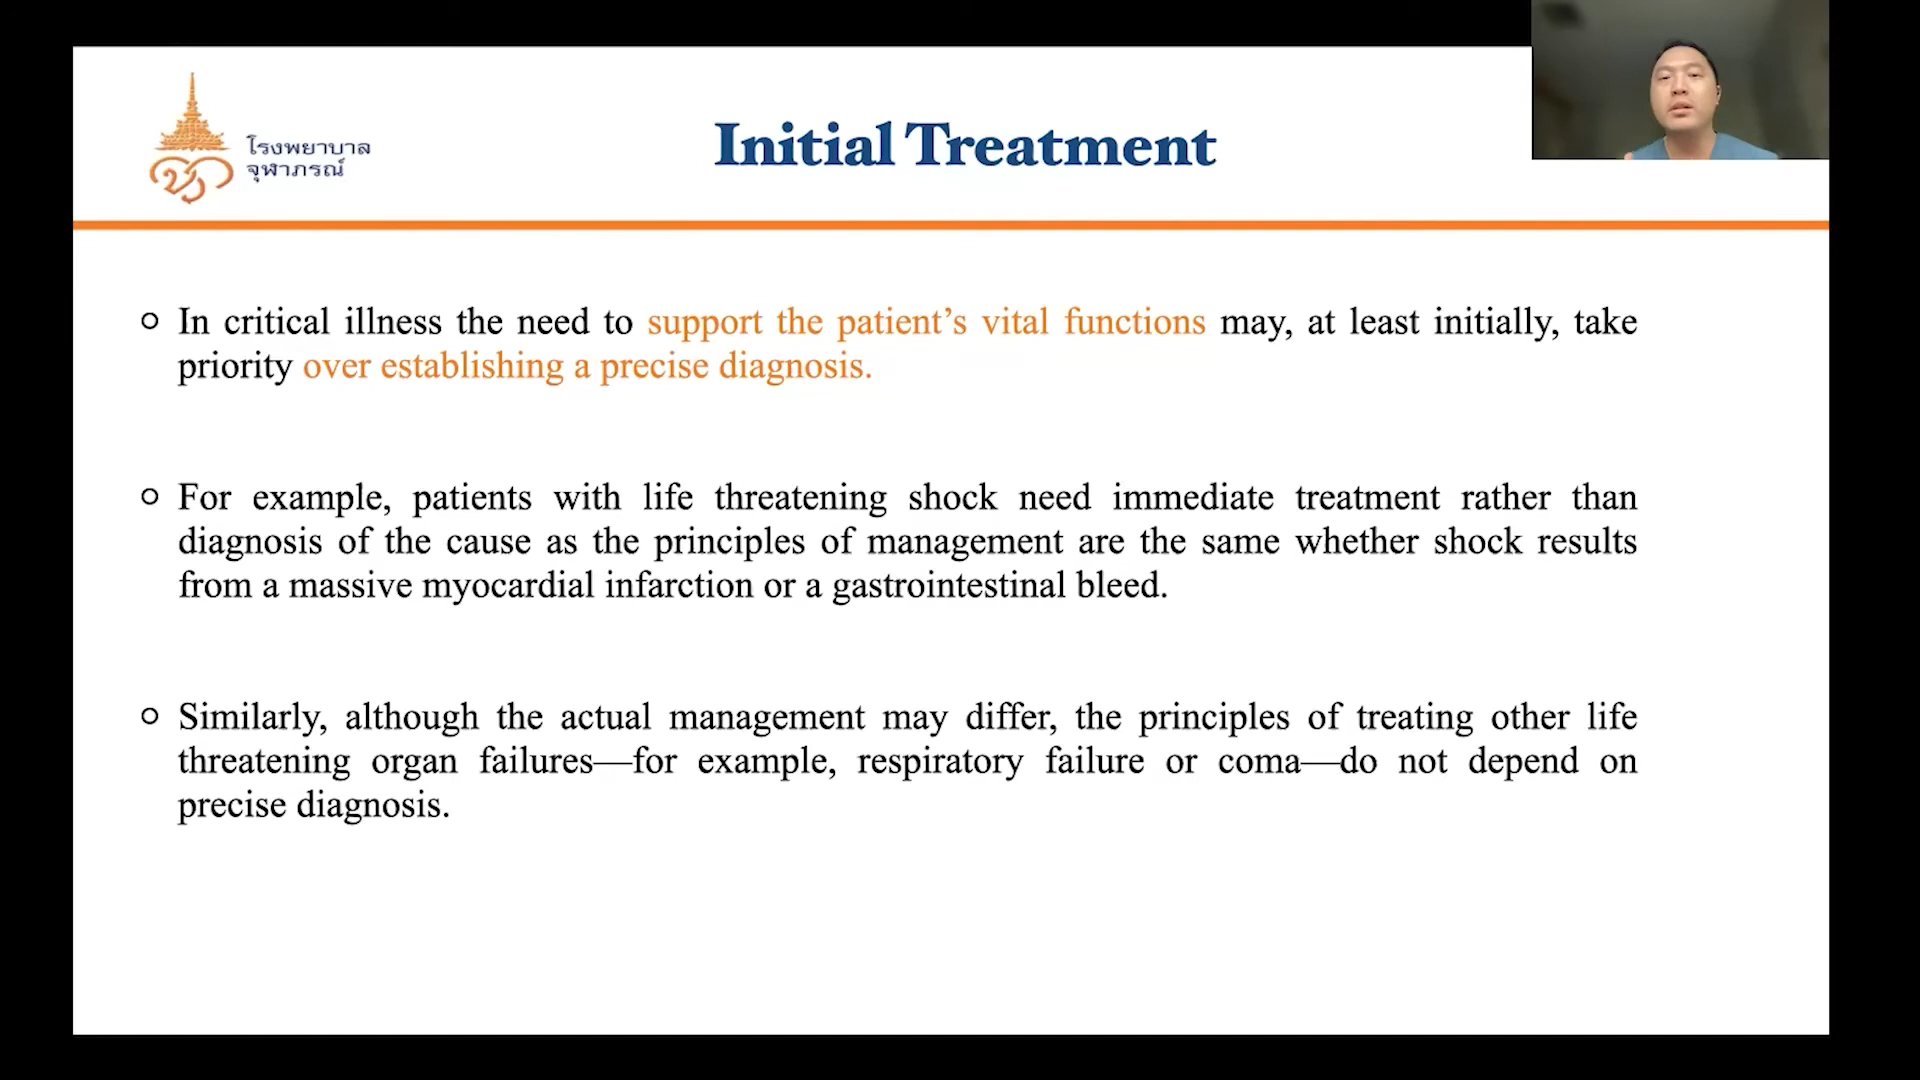 โรงพยาบาล
จุฬาภรณ์
Initial Treatment
In critical illness the need to support the patient’s vital functions may, at least initially, take
priority over establishing a precise diagnosis.
For example, patients with life threatening shock need immediate treatment rather than
diagnosis of the cause as the principles of management are the same whether shock results
from a massive myocardial infarction or a gastrointestinal bleed.
Similarly, although the actual management may differ, the principles of treating other life
threatening organ failures—for example, respiratory failure or coma—do not depend on
precise diagnosis.